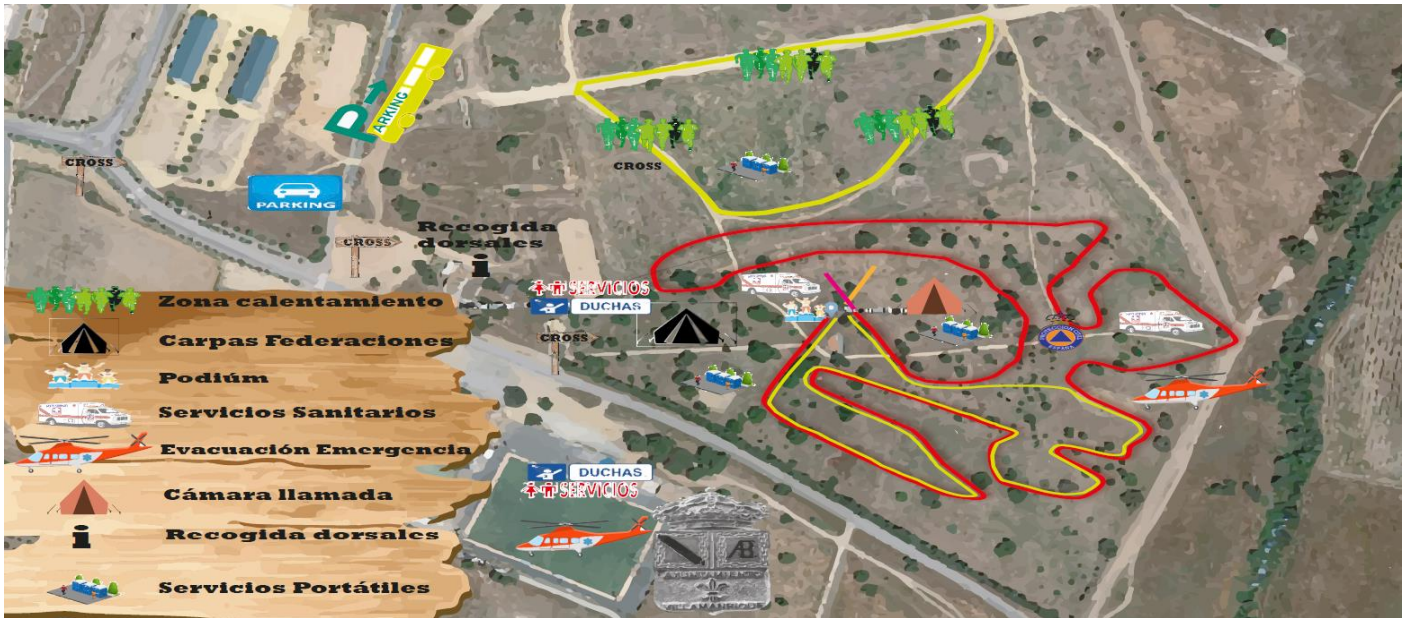 PARKING
CROSS
CROSS
PARKING
Recogida
dorsales
i
CROSS
SERVICIOS
DUCHAS
CROSS
Zona calentamiento
Carpas Federaciones
Podiúm
Servicios Sanitarios
Evacuación Emergencia
Cámara llamada
i
Recogida dorsales
Servicios Portátiles
DUCHAS
SERVICIOS
VILLAMANRIQUE